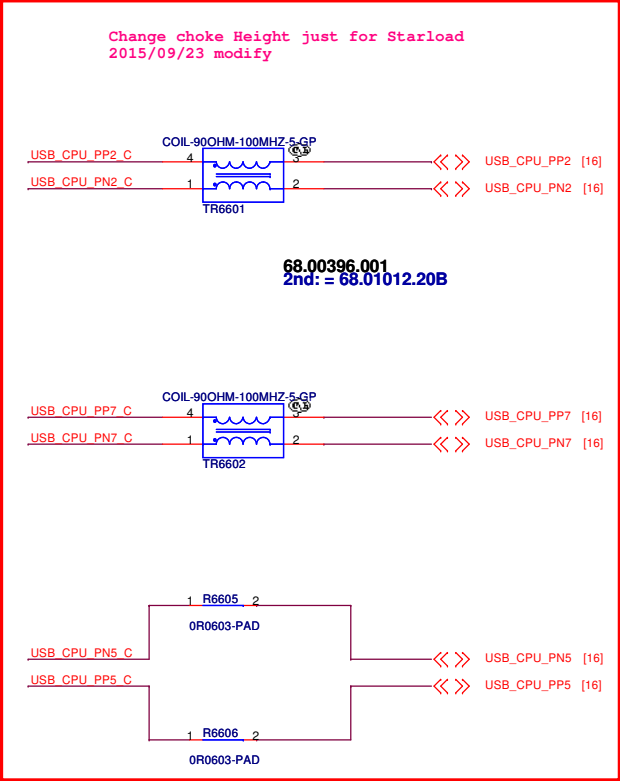 Change choke Height just for Starload
2015/09/23 modify
COIL-90OHM-100MHZ-5-GP
USB_CPU_PP2_C 4 3 USB_CPU_PP2 [16]
USB_CPU_PN2_C 1 2 USB_CPU_PN2 [16]
TR6601
68.00396.001
2nd: = 68.01012.20B
COIL-90OHM-100MHZ-5-GP
USB_CPU_PP7_C 4 3 USB_CPU_PP7 [16]
USB_CPU_PN7_C 1 2 USB_CPU_PN7 [16]
TR6602
1 R6605 2
0R0603-PAD
USB_CPU_PN5_C USB_CPU_PN5 [16]
USB_CPU_PP5_C USB_CPU_PP5 [16]
1 R6606 2
0R0603-PAD